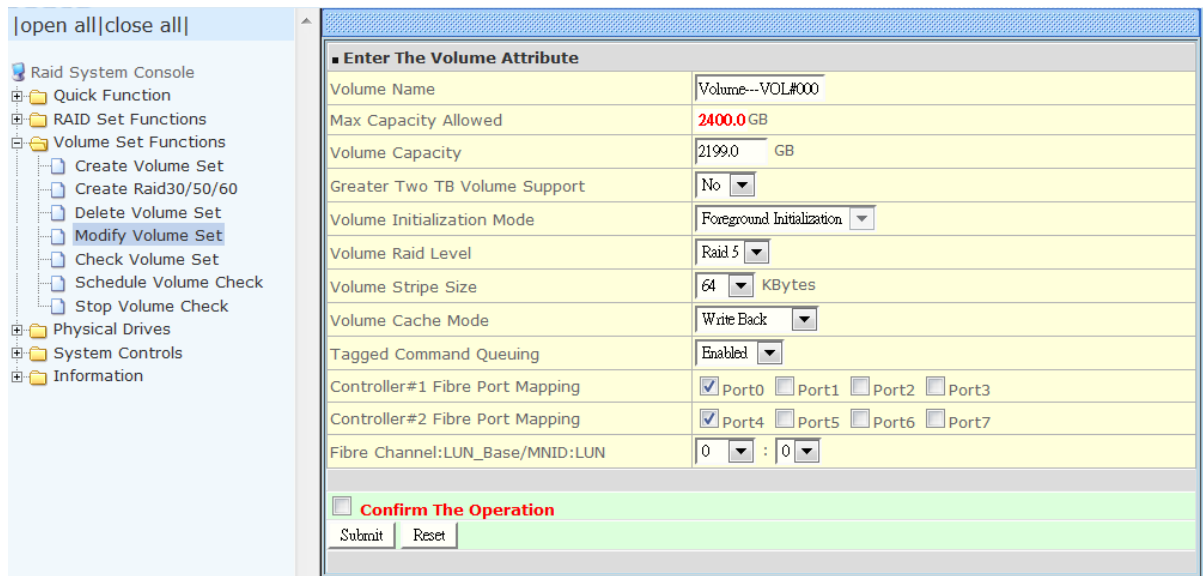 |open all|close all|
Raid System Console
Quick Function
RAID Set Functions
Volume Set Functions
Create Volume Set
Create Raid30/50/60
Delete Volume Set
Modify Volume Set
Check Volume Set
Schedule Volume Check
Stop Volume Check
Physical Drives
System Controls
Information
Enter The Volume Attribute
Volume Name Volume---VOL#000
Max Capacity Allowed 2400.0 GB
Volume Capacity 2199.0 GB
Greater Two TB Volume Support No
Volume Initialization Mode Foreground Initialization
Volume Raid Level Raid 5
Volume Stripe Size 64 KBytes
Volume Cache Mode Write Back
Tagged Command Queuing Enabled
Controller#1 Fibre Port Mapping Port0 Port1 Port2 Port3
Controller#2 Fibre Port Mapping Port4 Port5 Port6 Port7
Fibre Channel:LUN_Base/MNID:LUN 0 : 0
Confirm The Operation
Submit Reset